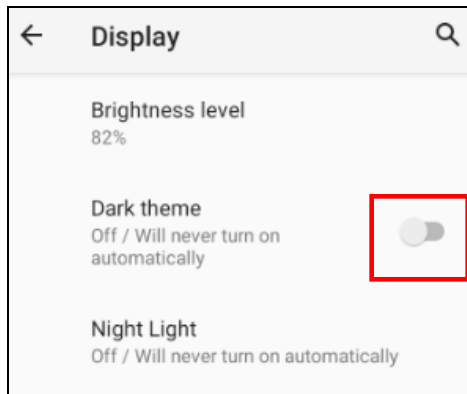 Display
Brightness level
82%
Dark theme
Off / Will never turn on
automatically
Night Light
Off / Will never turn on automatically